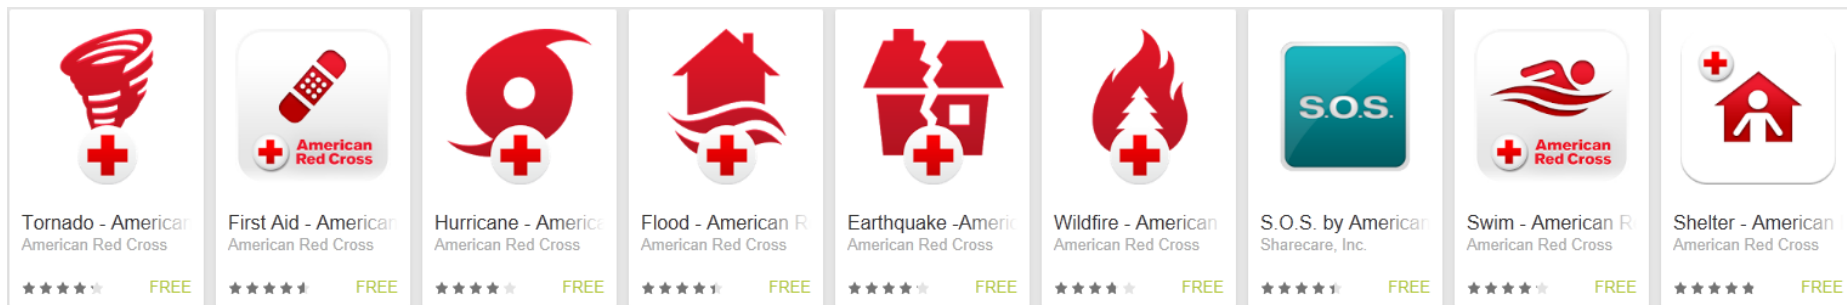 American
Red Cross
S.O.S.
American
Red Cross
Tornado - American
American Red Cross
FREE
First Aid - American
American Red Cross
FREE
Hurricane - America
American Red Cross
FREE
Flood - American R
American Red Cross
FREE
Earthquake -Americ
American Red Cross
FREE
Wildfire - American
American Red Cross
FREE
S.O.S. by American
Sharecare, Inc.
FREE
Swim - American R
American Red Cross
FREE
Shelter - American
American Red Cross
FREE